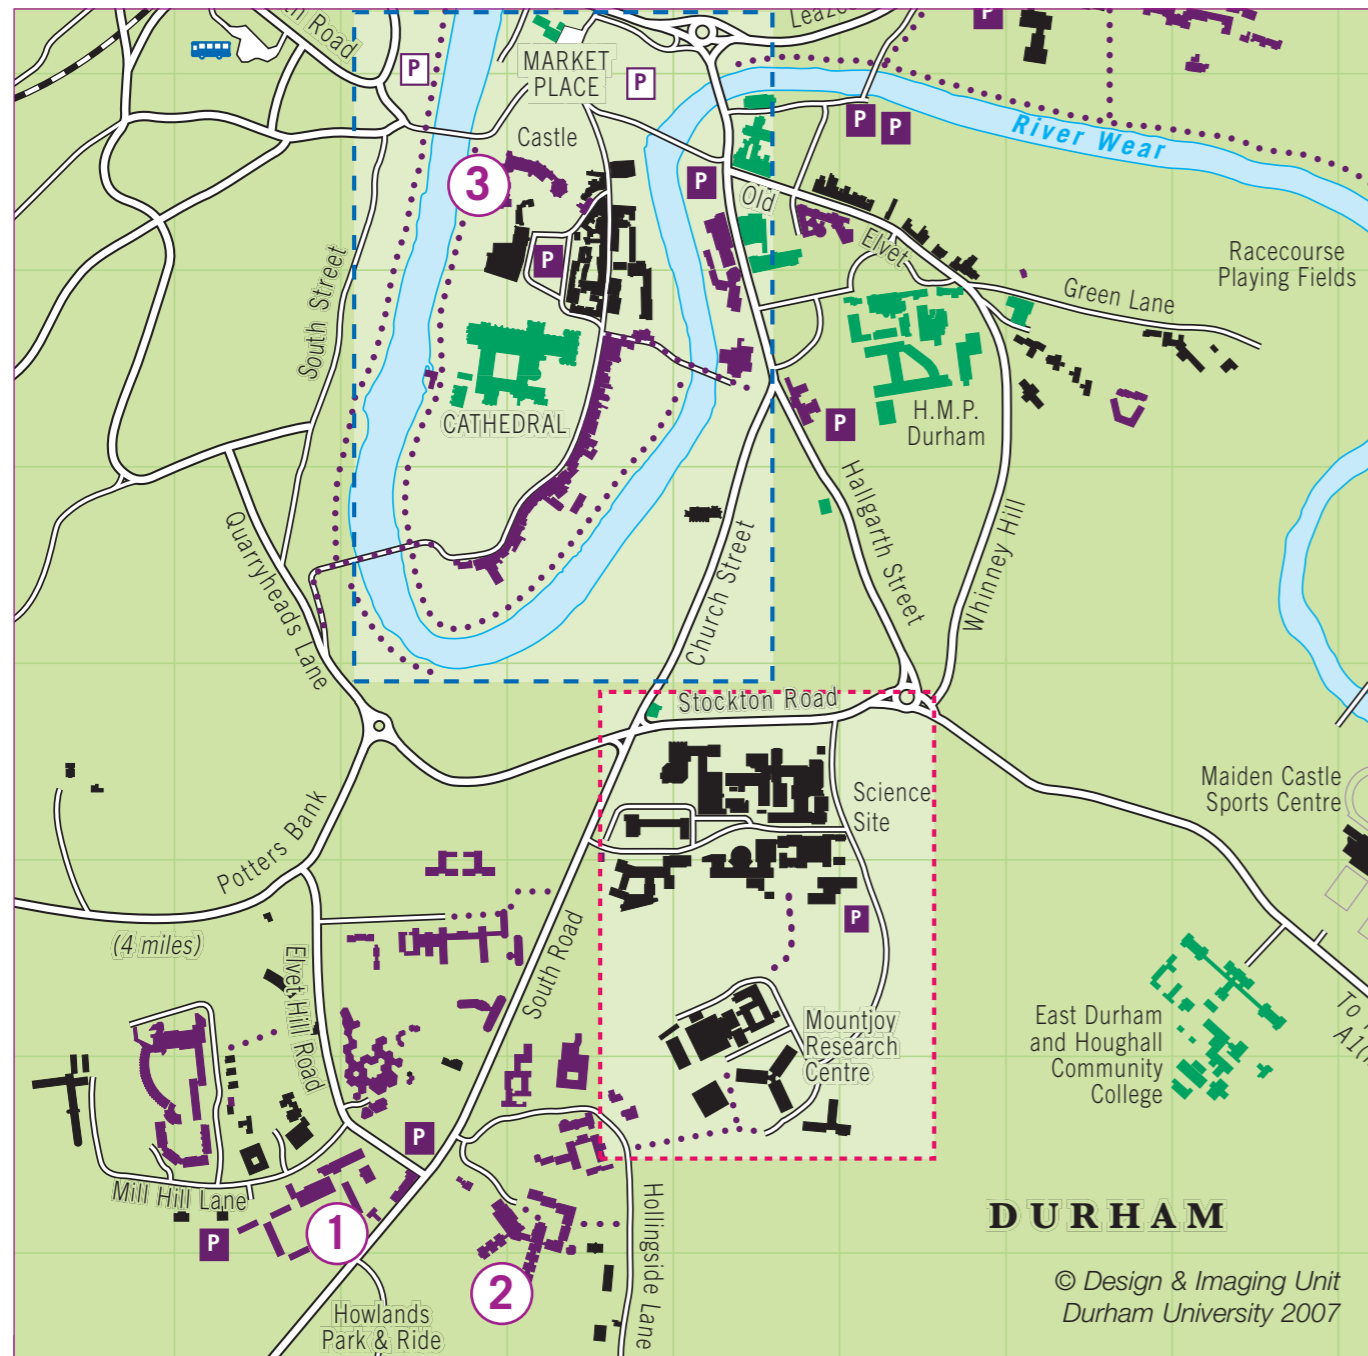 Road
Leaz
P
P
MARKET
PLACE
P
P
P
River Wear
Castle
3
P
Old
Elvet
P
Racecourse
Playing Fields
Green Lane
South Street
CATHEDRAL
H.M.P.
Durham
P
Hallgarth Street
Whinney Hill
Church Street
Quarryheads Lane
Stockton Road
Science
Site
Maiden Castle
Sports Centre
Potters Bank
(4 miles)
P
South Road
Elvet Hill Road
Mountjoy
Research
Centre
East Durham
and Houghall
Community
College
To
A1(
P
Mill Hill Lane
P
1
2
Hollingside Lane
Howlands
Park & Ride
DURHAM
© Design & Imaging Unit
Durham University 2007